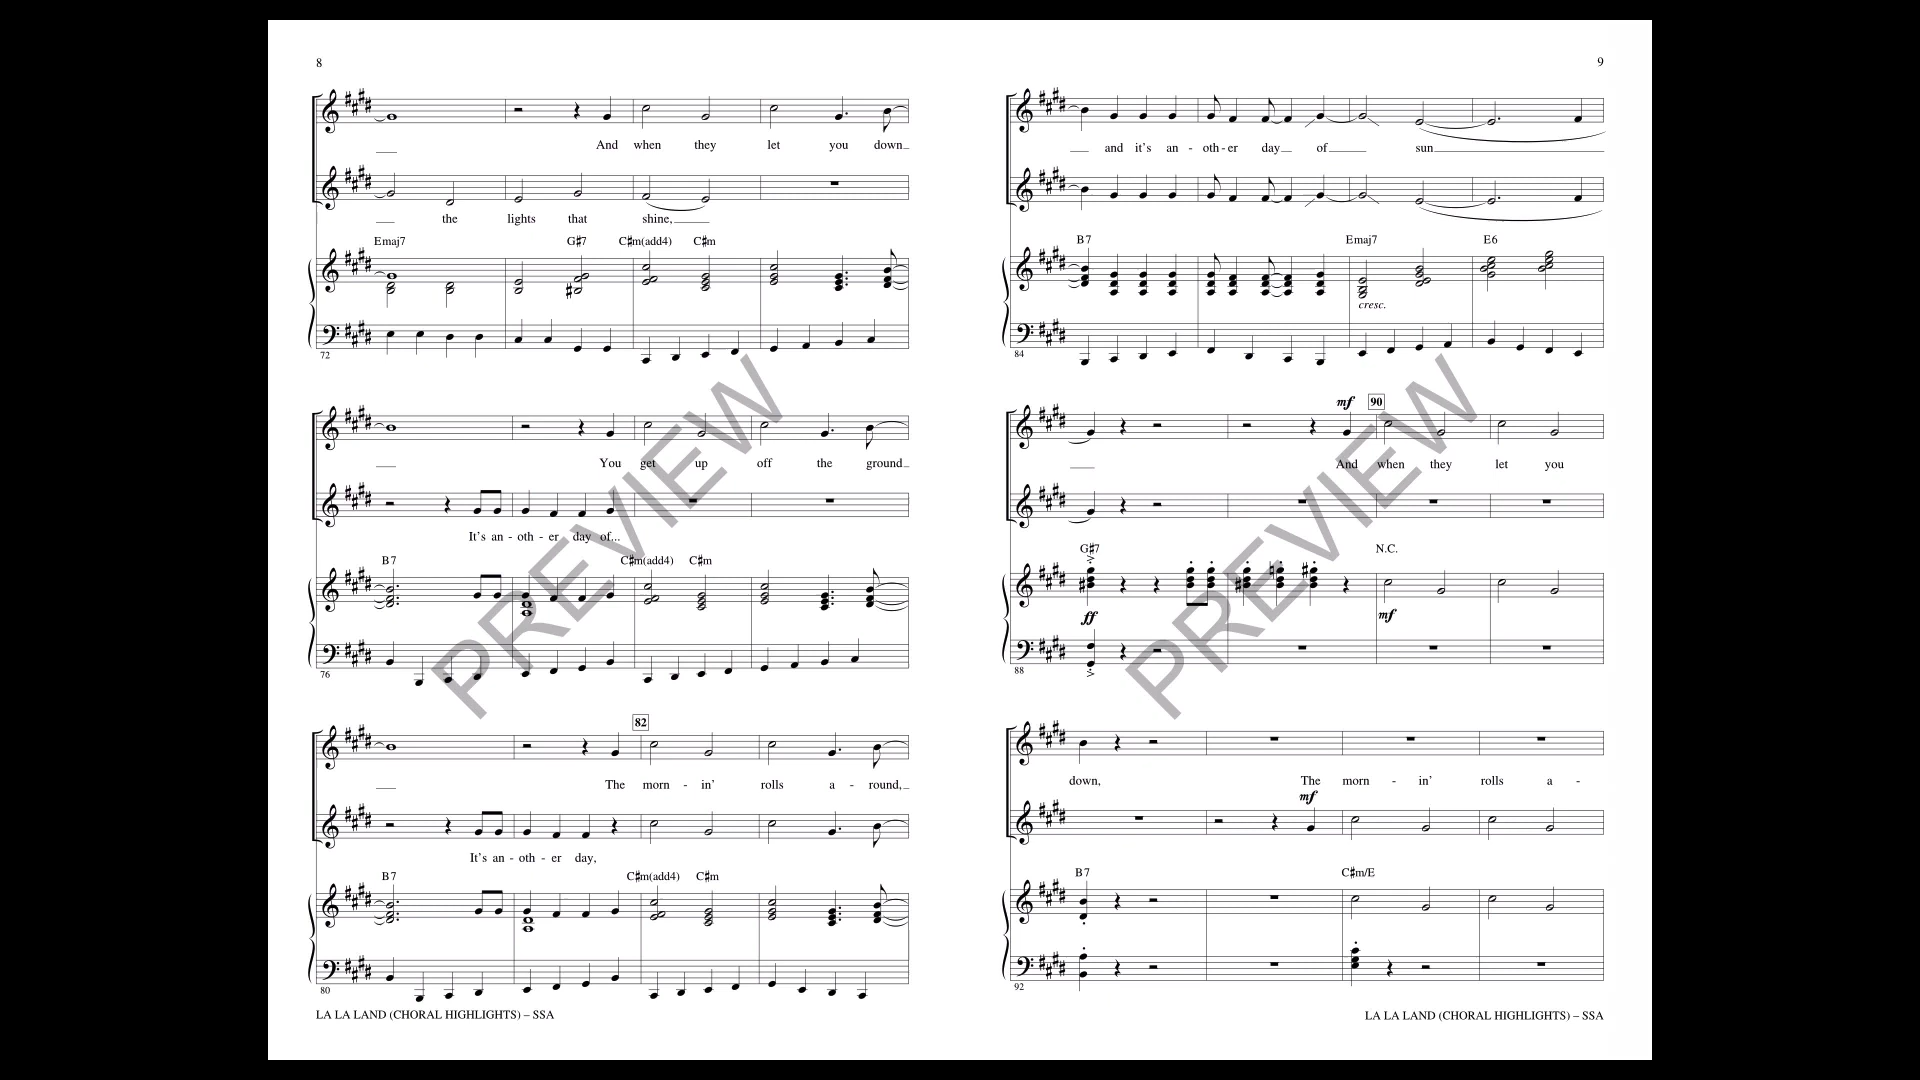 8
And when they let you down
the lights that shine,
Emaj7 G♯7 C♯m(add4) C♯m
72
You get up off the ground
It's an - oth - er day of...
B7 C♯m(add4) C♯m
76
82
The morn - in' rolls a - round,
It's an - oth - er day,
B7 C♯m(add4) C♯m
80
LA LA LAND (CHORAL HIGHLIGHTS) – SSA
PREVIEW
9
and it's an - oth - er day of sun
B7 Emaj7 E6
cresc.
84
mf 90
And when they let you
G♯7 N.C.
ff mf
88
down, The morn - in' rolls a -
mf
B7 C♯m/E
92
LA LA LAND (CHORAL HIGHLIGHTS) – SSA
PREVIEW